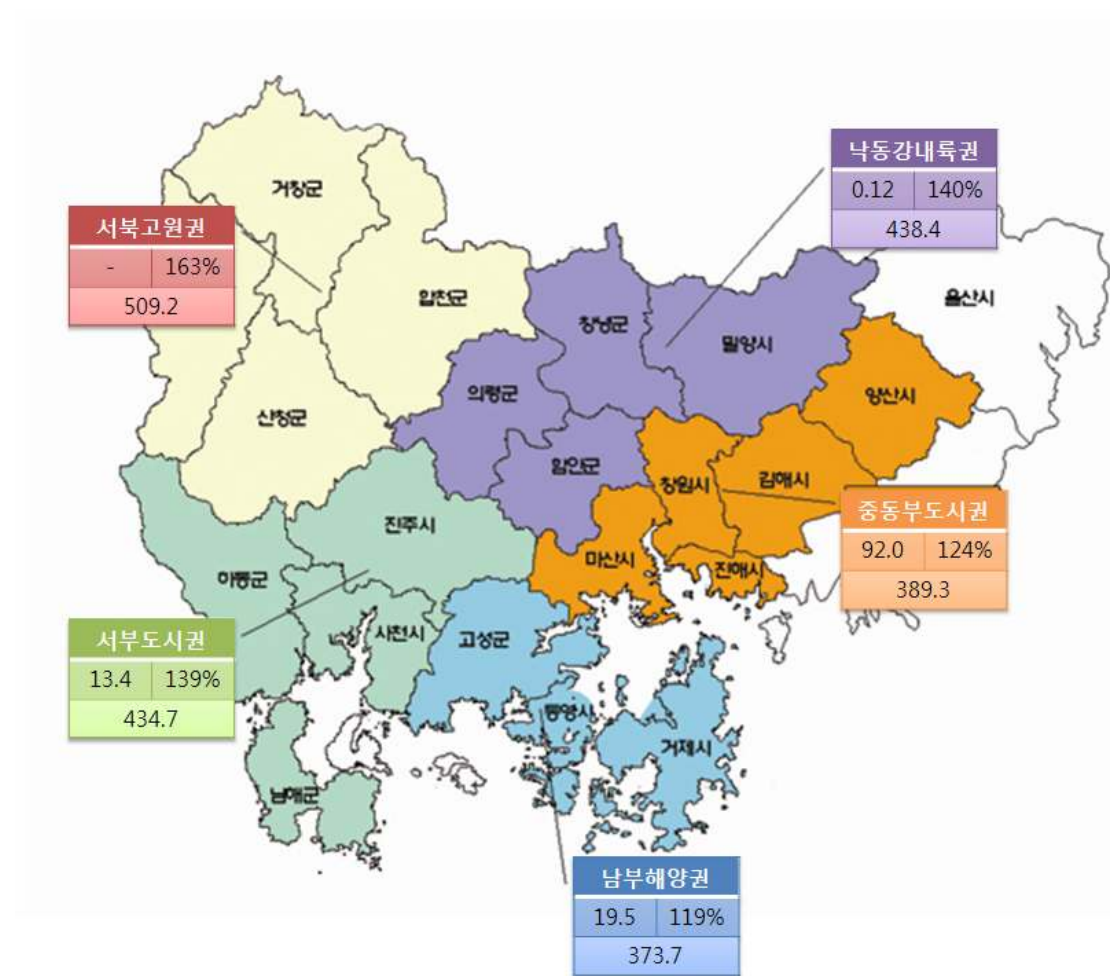 낙동강내륙권
0.12 140%
438.4
거창군
서북고원권
- 163%
509.2
합천군
창녕군
울산시
밀양시
의령군
양산시
산청군
함안군
창원시
김해시
중동부도시권
92.0 124%
389.3
진주시
마산시
진해시
하동군
서부도시권
13.4 139%
434.7
사천시
고성군
통영시
거제시
남해군
남부해양권
19.5 119%
373.7